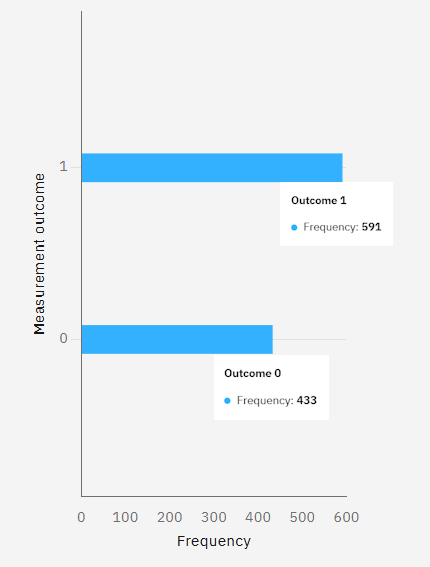 Measurement outcome
1
Outcome 1
Frequency: 591
0
Outcome 0
Frequency: 433
0 100 200 300 400 500 600
Frequency